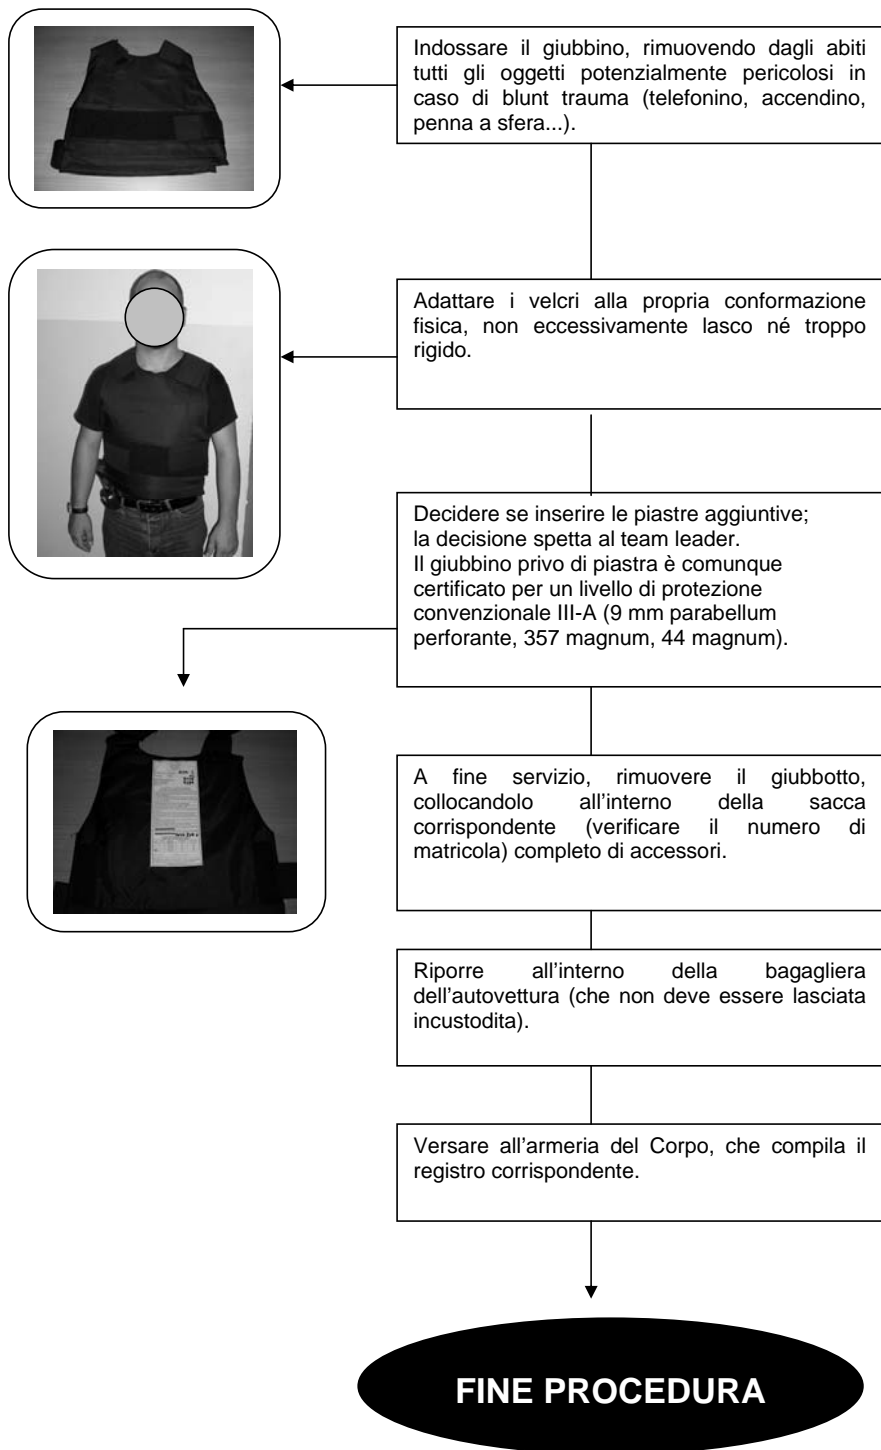 Indossare il giubbino, rimuovendo dagli abiti
tutti gli oggetti potenzialmente pericolosi in
caso di blunt trauma (telefonino, accendino,
penna a sfera...).
Adattare i velcri alla propria conformazione
fisica, non eccessivamente lasco né troppo
rigido.
Decidere se inserire le piastre aggiuntive;
la decisione spetta al team leader.
Il giubbino privo di piastra è comunque
certificato per un livello di protezione
convenzionale III-A (9 mm parabellum
perforante, 357 magnum, 44 magnum).
A fine servizio, rimuovere il giubbotto,
collocandolo all’interno della sacca
corrispondente (verificare il numero di
matricola) completo di accessori.
Riporre all’interno della bagagliera
dell’autovettura (che non deve essere lasciata
incustodita).
Versare all’armeria del Corpo, che compila il
registro corrispondente.
FINE PROCEDURA